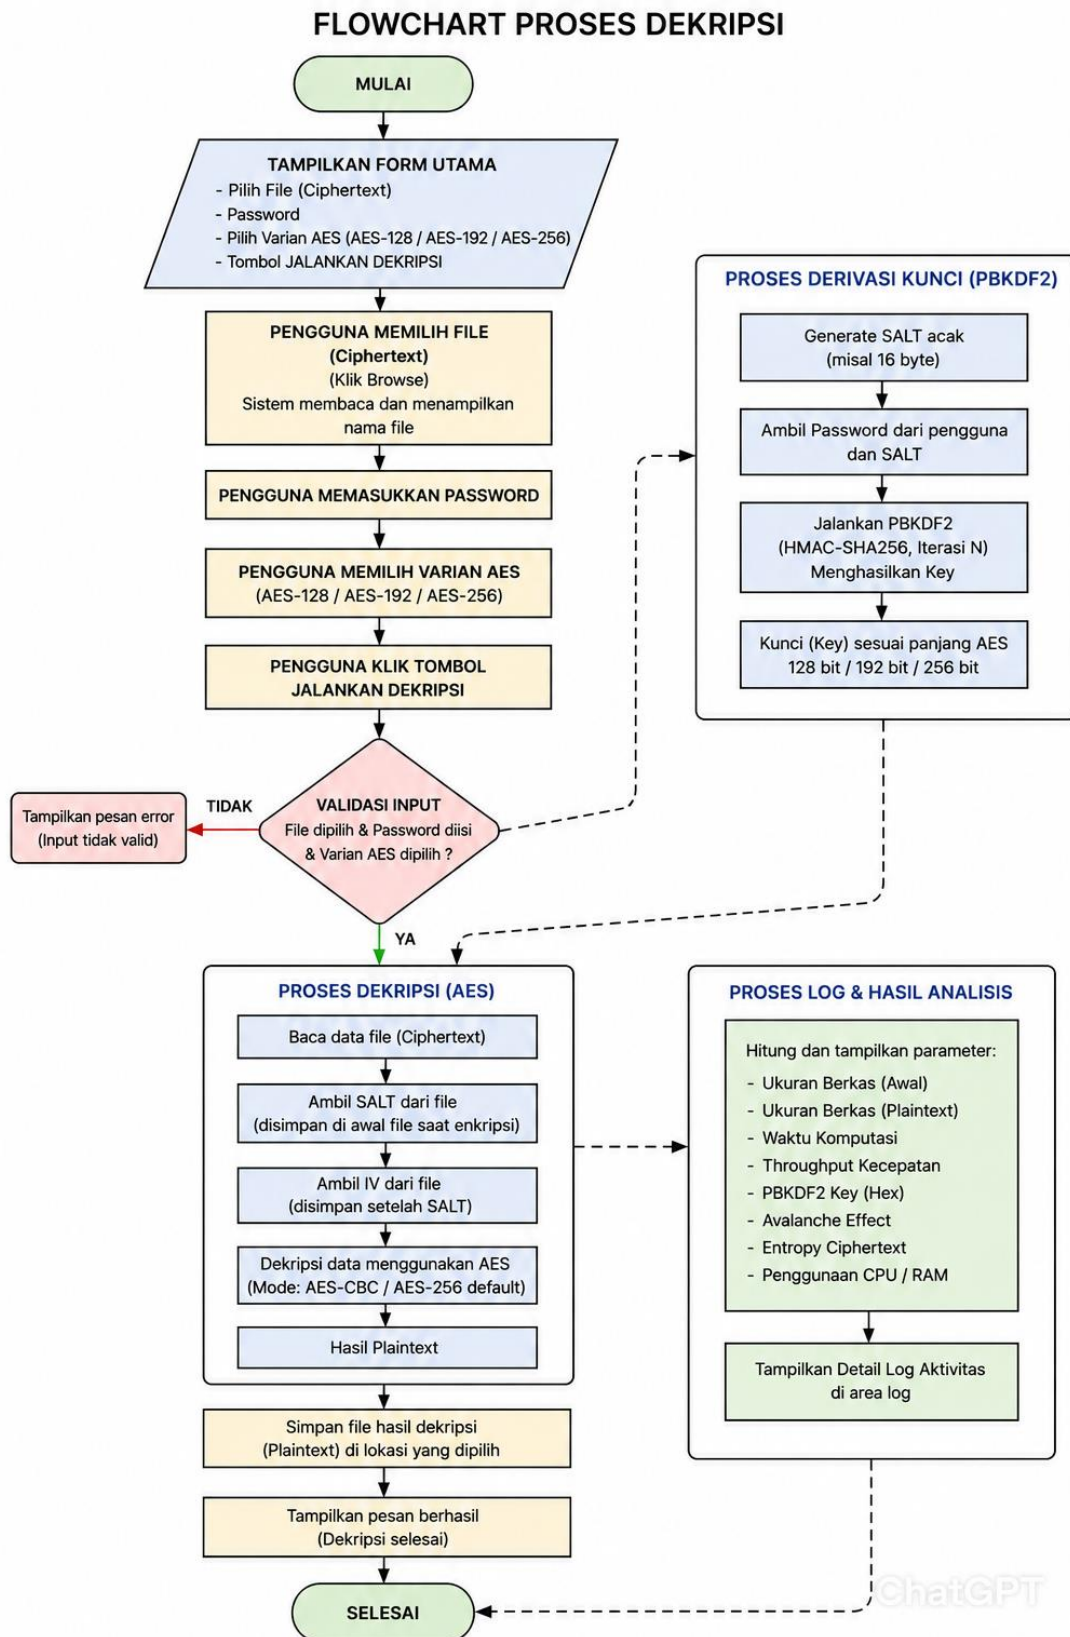 FLOWCHART PROSES DEKRIPSI
MULAI
TAMPILKAN FORM UTAMA
- Pilih File (Ciphertext)
- Password
- Pilih Varian AES (AES-128 / AES-192 / AES-256)
- Tombol JALANKAN DEKRIPSI
PENGGUNA MEMILIH FILE
(Ciphertext)
(Klik Browse)
Sistem membaca dan menampilkan
nama file
PENGGUNA MEMASUKKAN PASSWORD
PENGGUNA MEMILIH VARIAN AES
(AES-128 / AES-192 / AES-256)
PENGGUNA KLIK TOMBOL
JALANKAN DEKRIPSI
VALIDASI INPUT
File dipilih & Password diisi
& Varian AES dipilih ?
TIDAK
Tampilkan pesan error
(Input tidak valid)
YA
PROSES DERIVASI KUNCI (PBKDF2)
Generate SALT acak
(misal 16 byte)
Ambil Password dari pengguna
dan SALT
Jalankan PBKDF2
(HMAC-SHA256, Iterasi N)
Menghasilkan Key
Kunci (Key) sesuai panjang AES
128 bit / 192 bit / 256 bit
PROSES DEKRIPSI (AES)
Baca data file (Ciphertext)
Ambil SALT dari file
(disimpan di awal file saat enkripsi)
Ambil IV dari file
(disimpan setelah SALT)
Dekripsi data menggunakan AES
(Mode: AES-CBC / AES-256 default)
Hasil Plaintext
PROSES LOG & HASIL ANALISIS
Hitung dan tampilkan parameter:
- Ukuran Berkas (Awal)
- Ukuran Berkas (Plaintext)
- Waktu Komputasi
- Throughput Kecepatan
- PBKDF2 Key (Hex)
- Avalanche Effect
- Entropy Ciphertext
- Penggunaan CPU / RAM
Tampilkan Detail Log Aktivitas
di area log
Simpan file hasil dekripsi
(Plaintext) di lokasi yang dipilih
Tampilkan pesan berhasil
(Dekripsi selesai)
SELESAI
ChatGPT